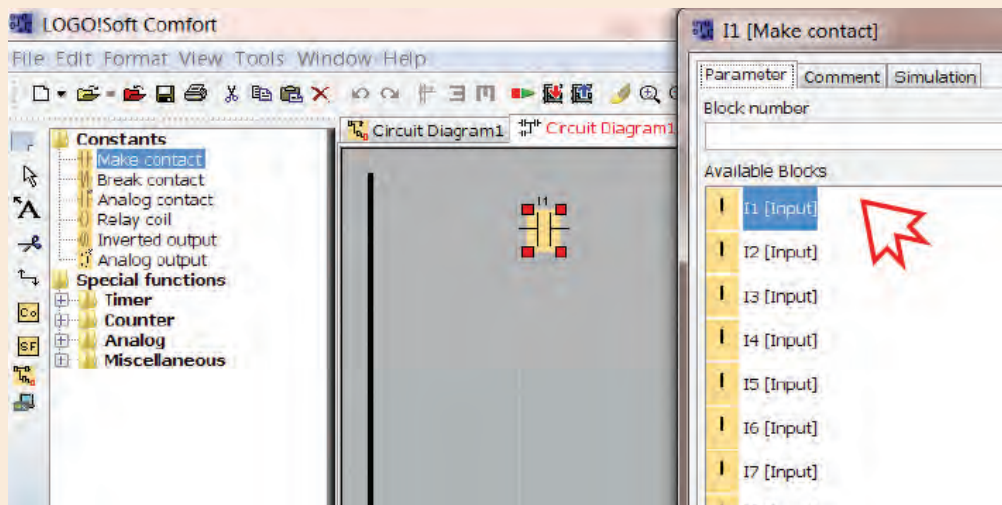 LOGO!Soft Comfort
File Edit Format View Tools Window Help
Constants
Make contact
Break contact
Analog contact
Relay coil
Inverted output
Analog output
Special functions
Timer
Counter
Analog
Miscellaneous
Co
SF
Circuit Diagram1
Circuit Diagram1
I1
I1 [Make contact]
Parameter Comment Simulation
Block number
Available Blocks
I I1 [Input]
I I2 [Input]
I I3 [Input]
I I4 [Input]
I I5 [Input]
I I6 [Input]
I I7 [Input]